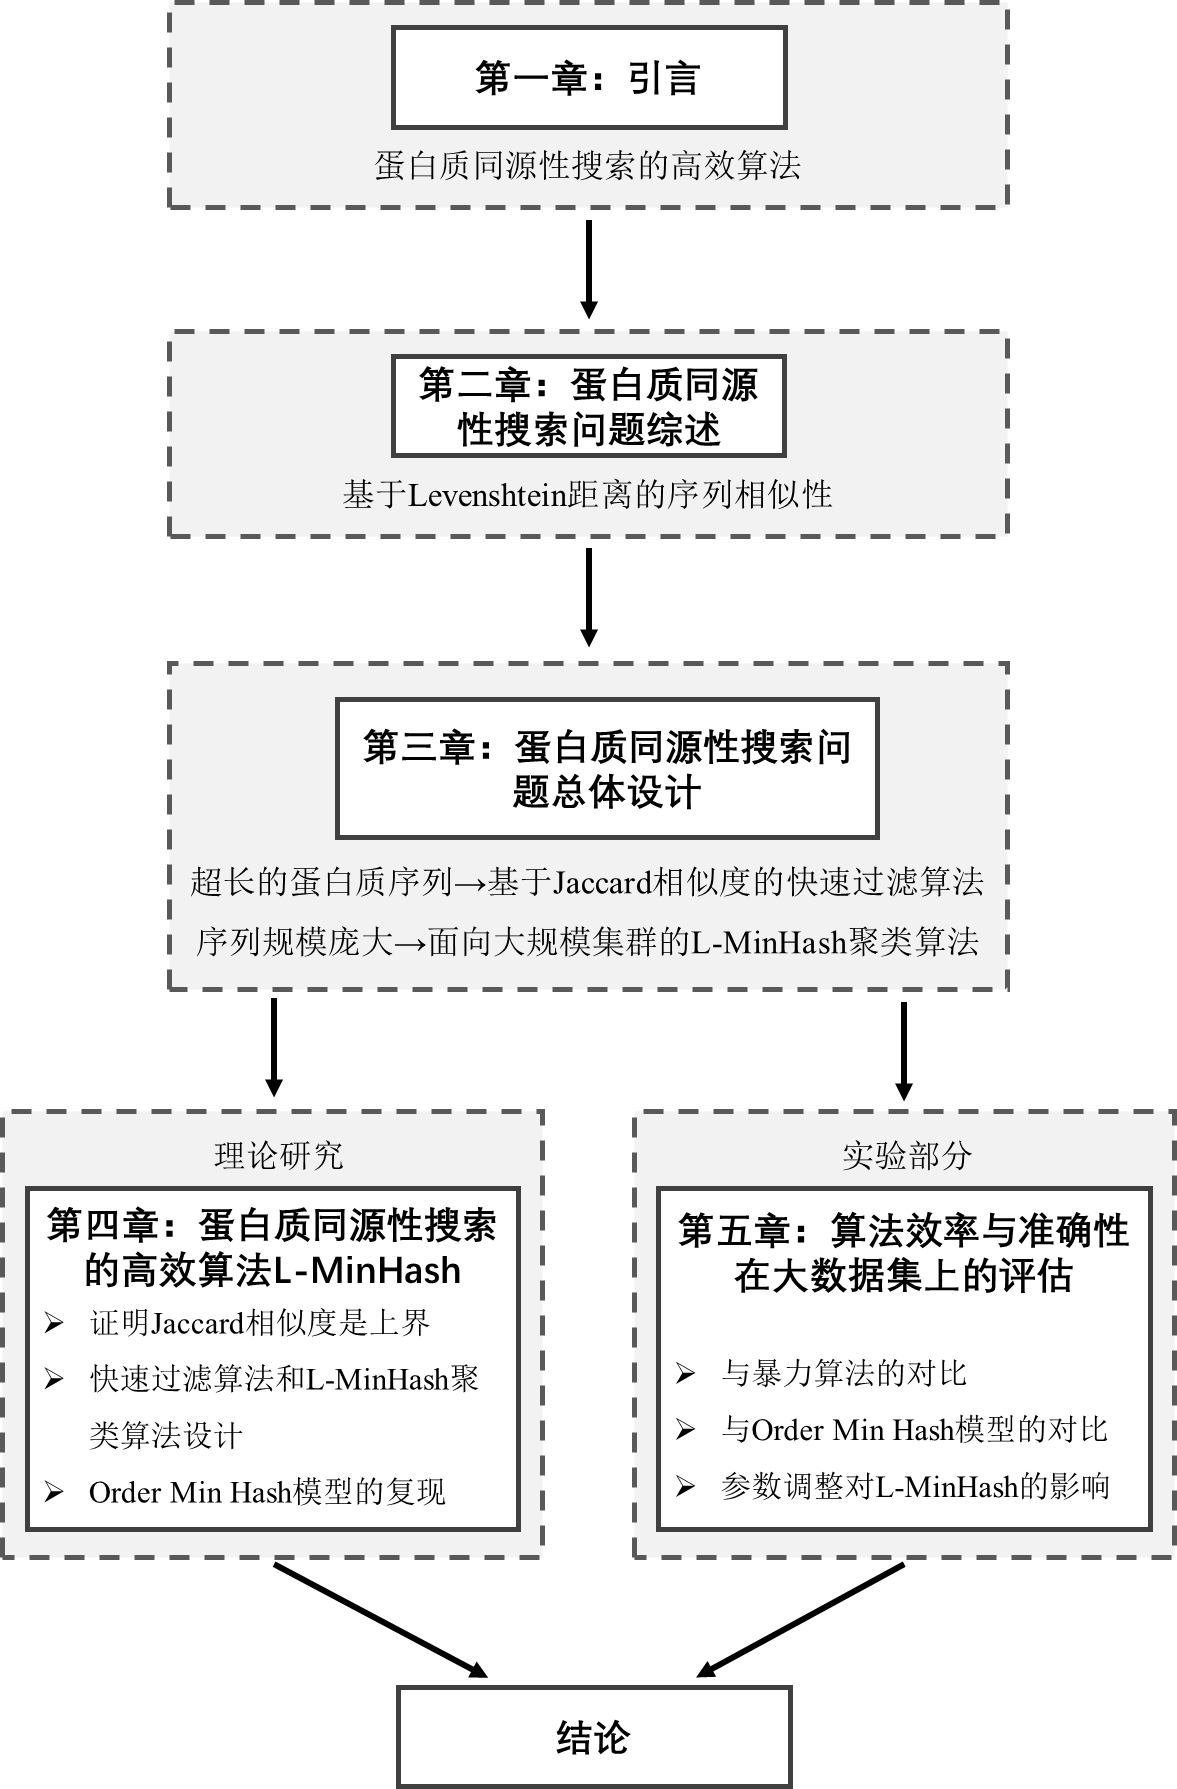 第一章：引言
蛋白质同源性搜索的高效算法
第二章：蛋白质同源
性搜索问题综述
基于Levenshtein距离的序列相似性
第三章：蛋白质同源性搜索问
题总体设计
超长的蛋白质序列→基于Jaccard相似度的快速过滤算法
序列规模庞大→面向大规模集群的L-MinHash聚类算法
理论研究
第四章：蛋白质同源性搜索
的高效算法L-MinHash
➢ 证明Jaccard相似度是上界
➢ 快速过滤算法和L-MinHash聚
类算法设计
➢ Order Min Hash模型的复现
实验部分
第五章：算法效率与准确性
在大数据集上的评估
➢ 与暴力算法的对比
➢ 与Order Min Hash模型的对比
➢ 参数调整对L-MinHash的影响
结论